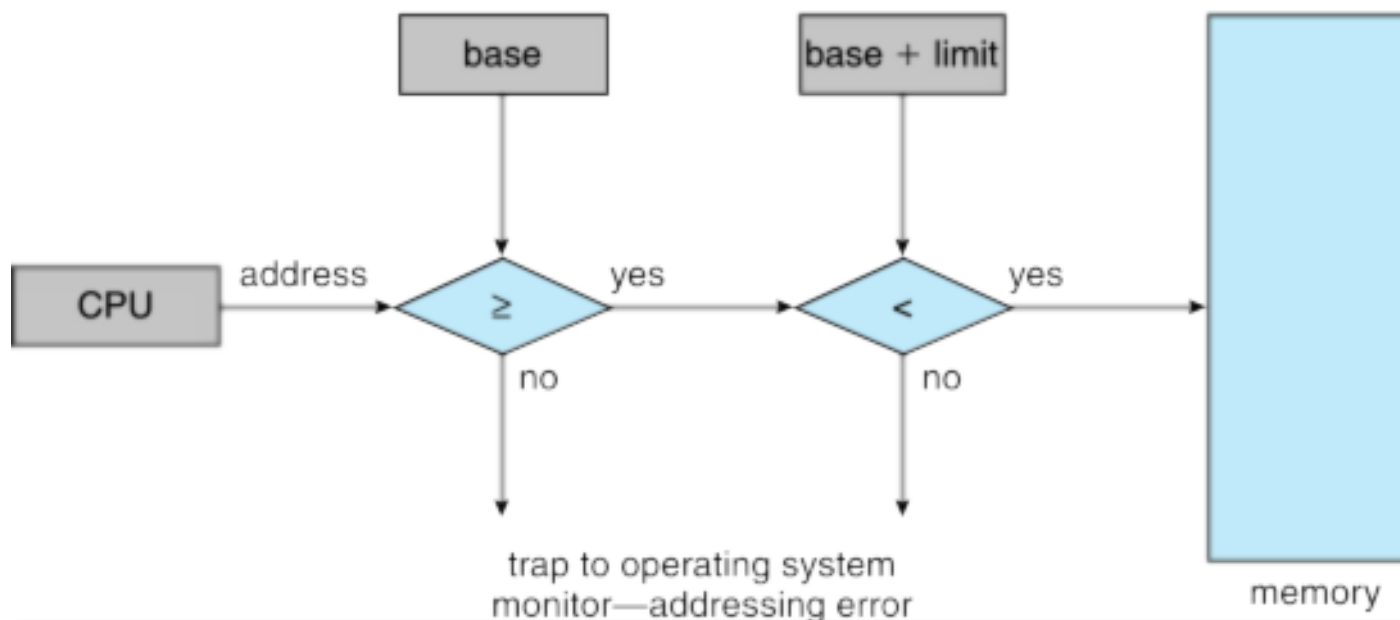 base
base + limit
CPU
address
≥
yes
<
yes
no
no
trap to operating system
monitor—addressing error
memory